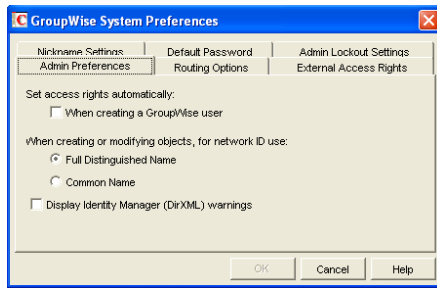 GroupWise System Preferences
Nickname Settings Default Password Admin Lockout Settings
Admin Preferences Routing Options External Access Rights
Set access rights automatically:
When creating a GroupWise user
When creating or modifying objects, for network ID use:
Full Distinguished Name
Common Name
Display Identity Manager (DirXML) warnings
OK Cancel Help